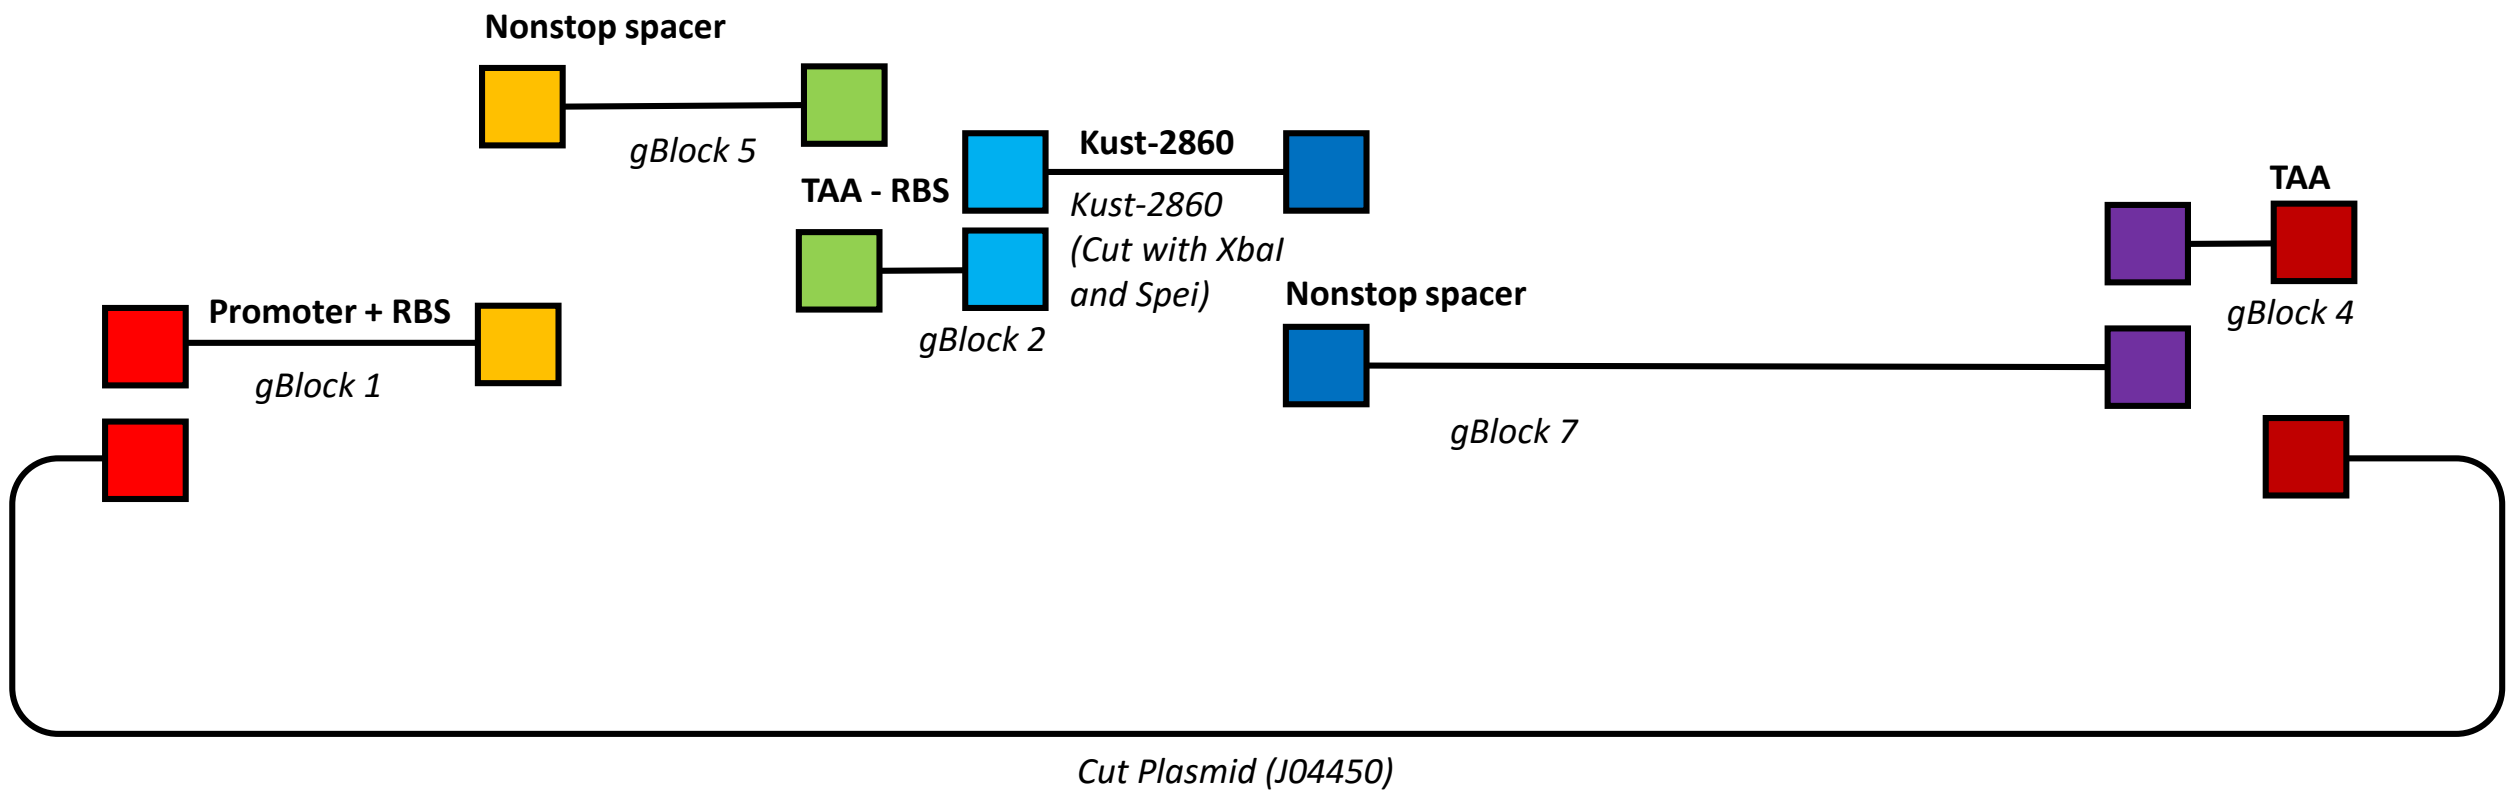 Nonstop spacer
gBlock 5
TAA - RBS
gBlock 2
Kust-2860
Kust-2860
(Cut with XbaI
and Spei)
Promoter + RBS
gBlock 1
Nonstop spacer
gBlock 7
TAA
gBlock 4
Cut Plasmid (J04450)